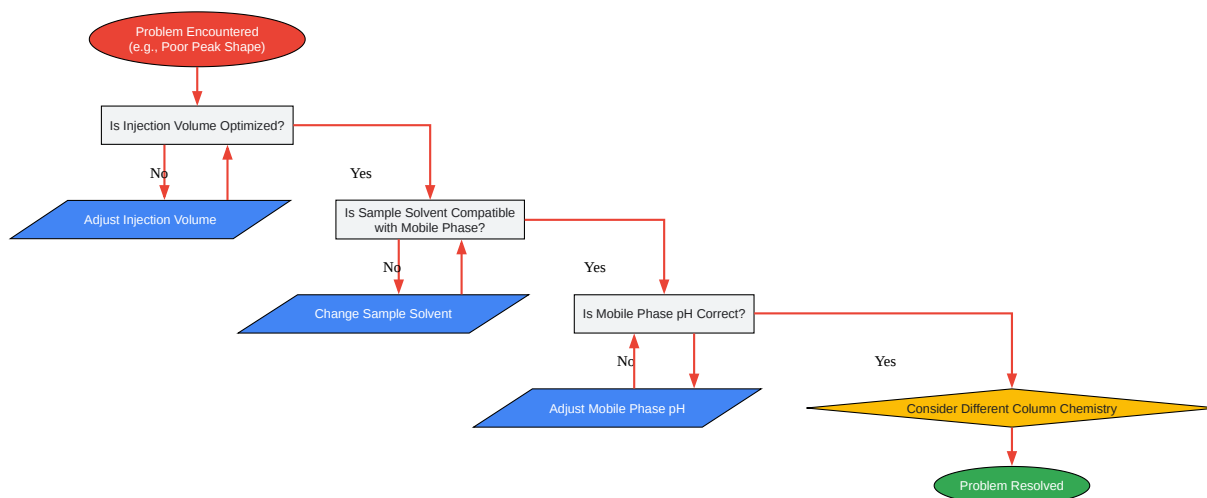 Problem Encountered
(e.g., Poor Peak Shape)
Is Injection Volume Optimized?
No
Yes
Adjust Injection Volume
Is Sample Solvent Compatible
with Mobile Phase?
No
Yes
Change Sample Solvent
Is Mobile Phase pH Correct?
No
Yes
Adjust Mobile Phase pH
Consider Different Column Chemistry
Problem Resolved